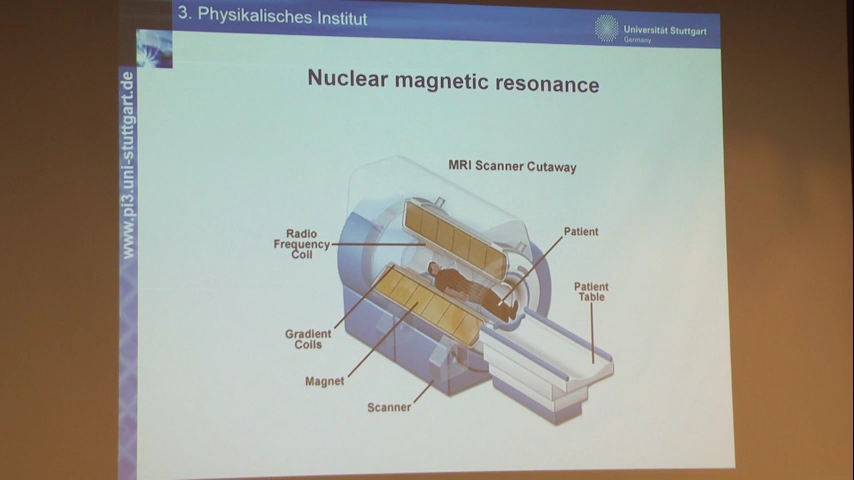 3. Physikalisches Institut
Universität Stuttgart
Germany
www.pi3.uni-stuttgart.de
Nuclear magnetic resonance
MRI Scanner Cutaway
Radio
Frequency
Coil
Patient
Patient
Table
Gradient
Coils
Magnet
Scanner